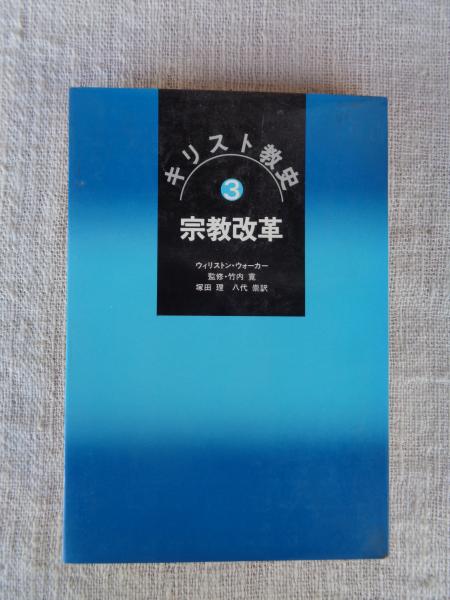 キリスト教史
3
宗教改革
ウィリストン・ウォーカー
監修・竹内 寛
塚田 理 八代 崇訳